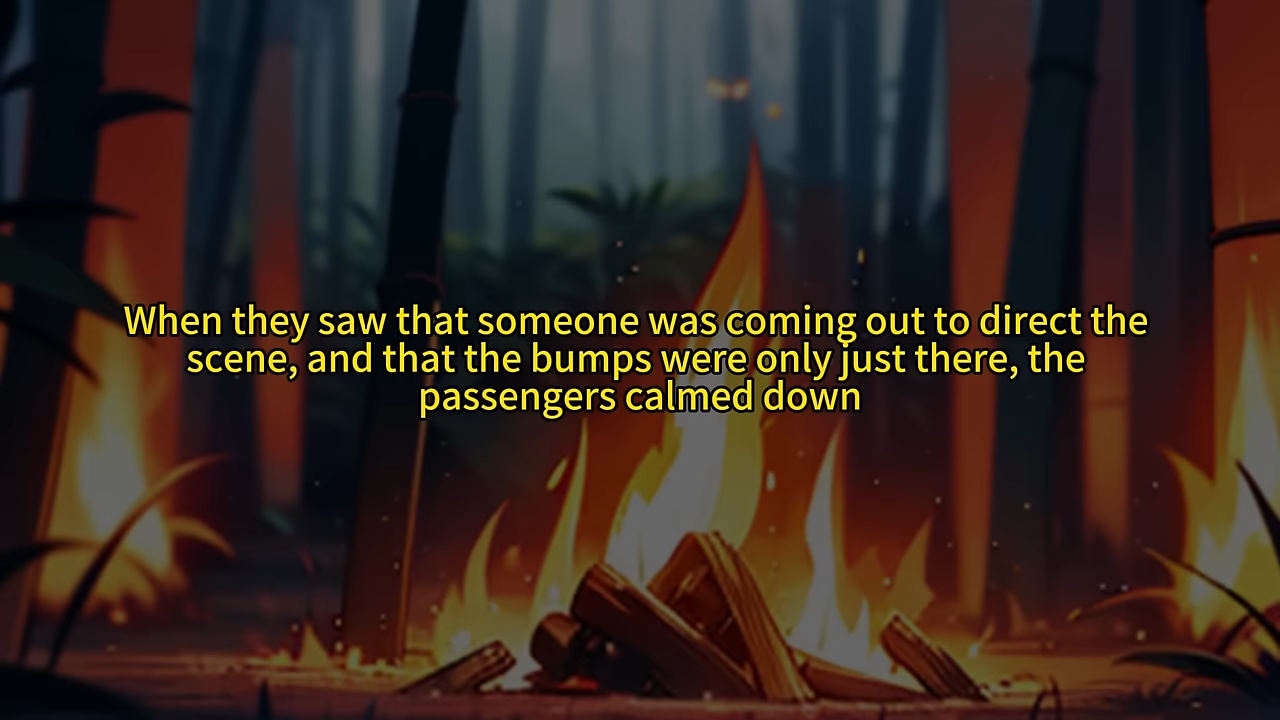 When they saw that someone was coming out to direct the
scene, and that the bumps were only just there, the
passengers calmed down